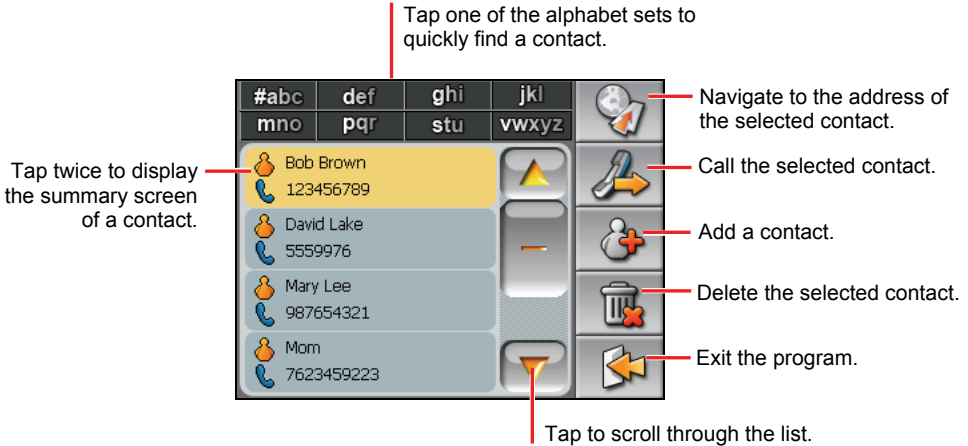 Tap one of the alphabet sets to
quickly find a contact.
#abc def ghi jkl
mno pqr stu vwxyz
Navigate to the address of
the selected contact.
Tap twice to display
the summary screen
of a contact.
Bob Brown
123456789
Call the selected contact.
David Lake
5559976
Add a contact.
Mary Lee
987654321
Delete the selected contact.
Mom
7623459223
Exit the program.
Tap to scroll through the list.